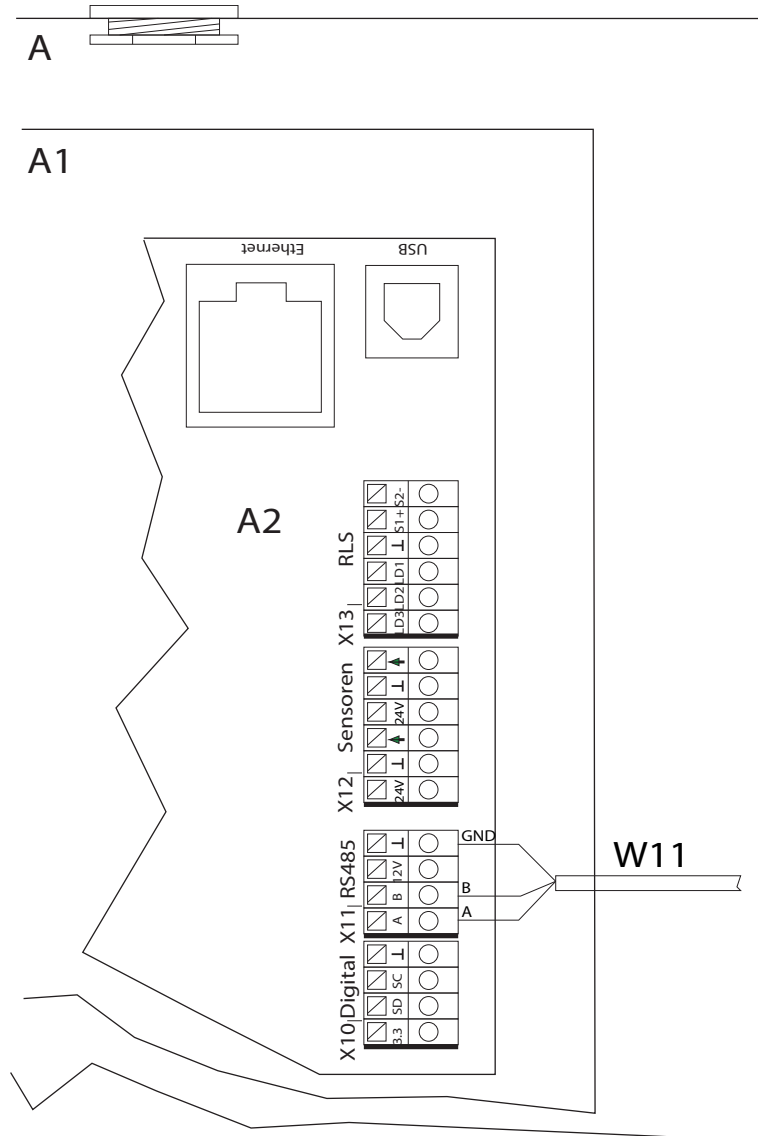 A
A1
Ethernet
USB
A2
RLS
X13
S2-
S1+
⊥
LD1
LD2
LD3
Sensoren
X12
⊥
24V
⊥
24V
RS485
X11
⊥
12V
B
A
GND
B
A
W11
Digital
X10
⊥
SC
SD
3.3